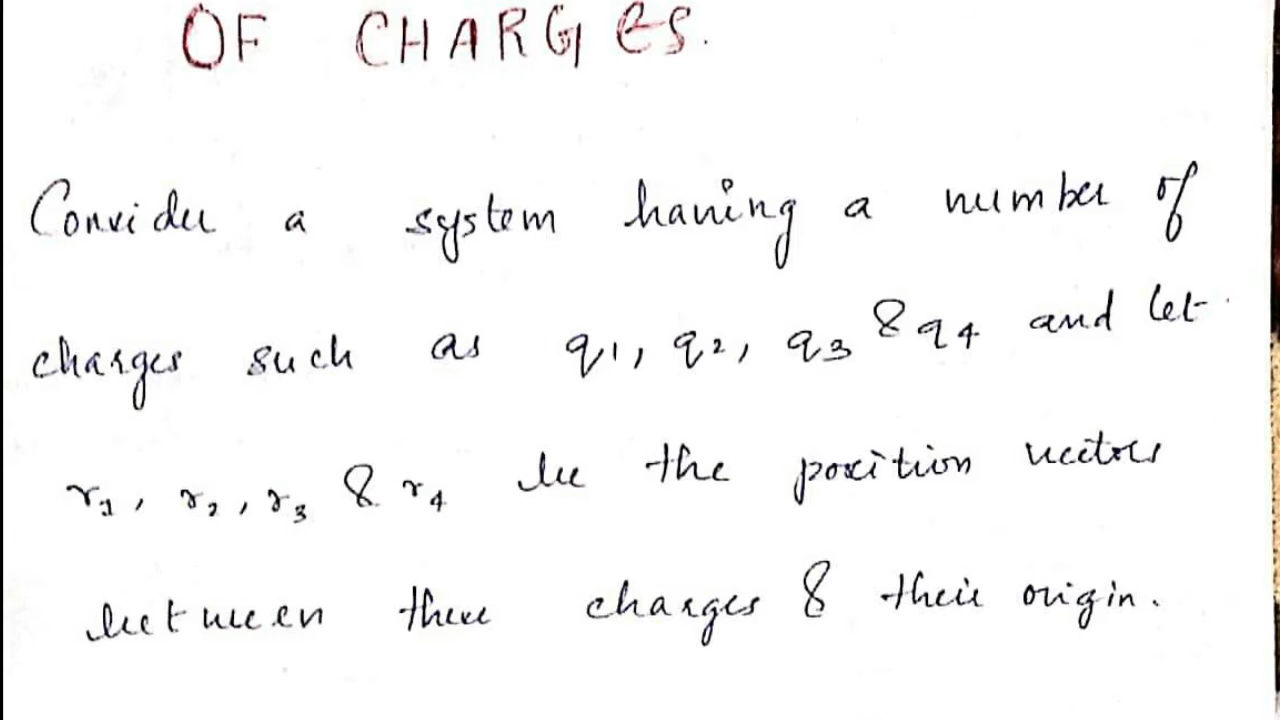 OF CHARGES.
Consider a system having a number of
charges such as q1, q2, q3 & q4 and let
r1, r2, r3 & r4 be the position vectors
between these charges & their origin.